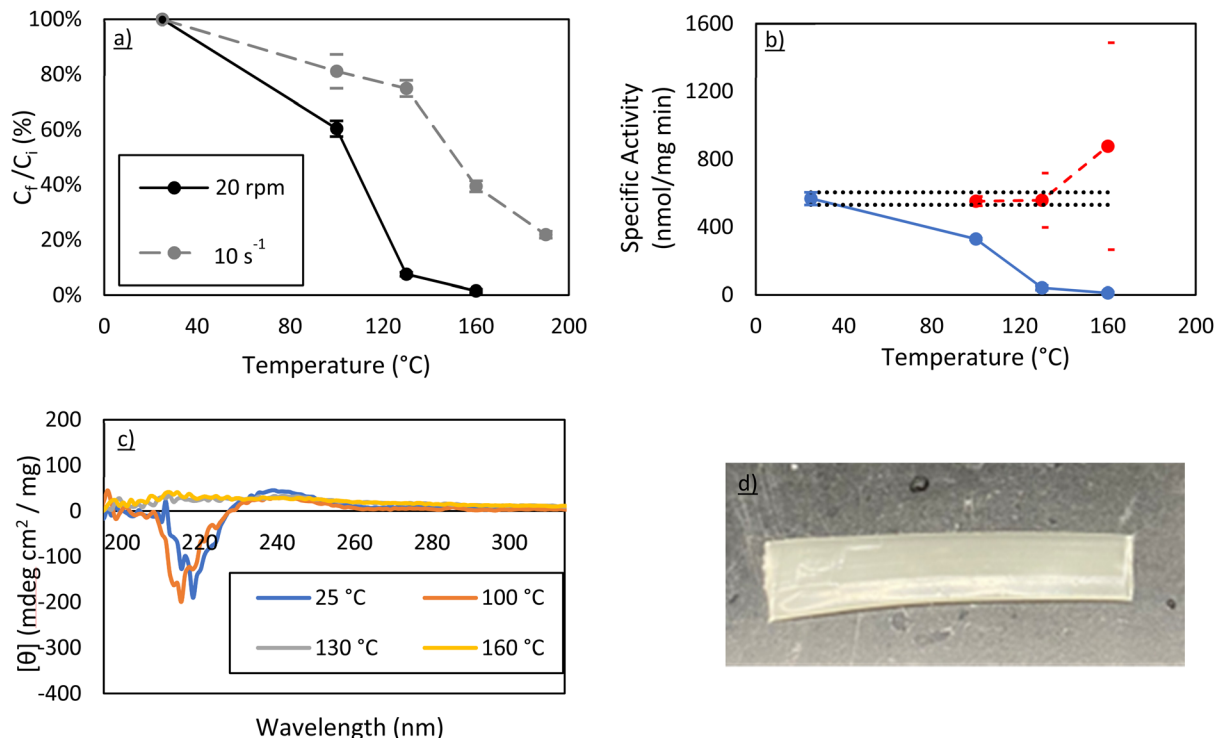 a)
100%
80%
60%
40%
20%
0%
C_f /C_i (%)
20 rpm
10 s⁻¹
0 40 80 120 160 200
Temperature (°C)
b)
1600
1200
800
400
0
Specific Activity
(nmol/mg min)
0 40 80 120 160 200
Temperature (°C)
c)
200
100
0
-100
-200
-300
-400
[θ] (mdeg cm² / mg)
200 220 240 260 280 300
25 °C 100 °C
130 °C 160 °C
Wavelength (nm)
d)